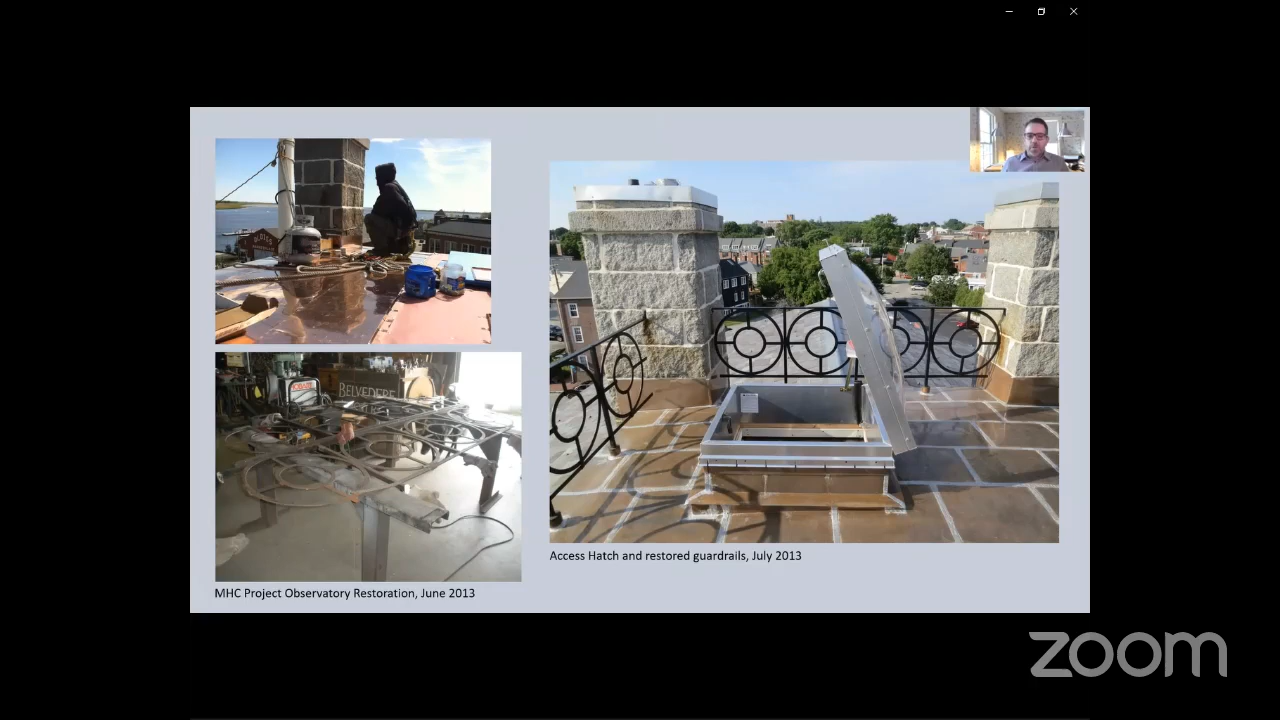 BELVEDERE
MHC Project Observatory Restoration, June 2013
Access Hatch and restored guardrails, July 2013
zoom